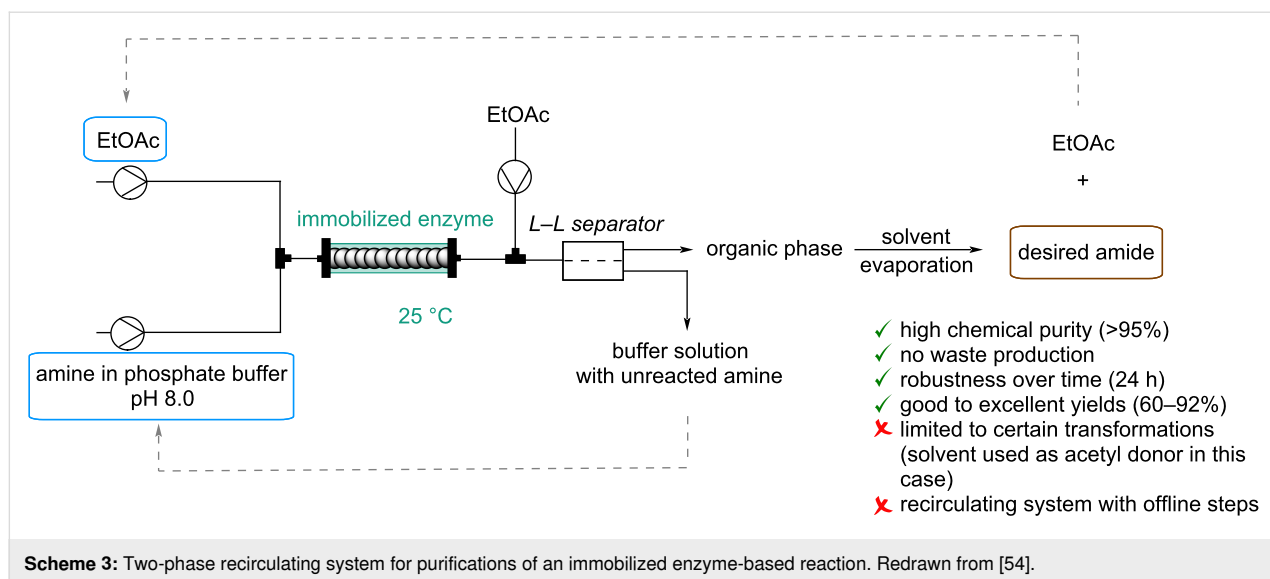 EtOAc
EtOAc
EtOAc
+
immobilized enzyme
L–L separator
organic phase
solvent
evaporation
desired amide
25 °C
amine in phosphate buffer
pH 8.0
buffer solution
with unreacted amine
✓ high chemical purity (>95%)
✓ no waste production
✓ robustness over time (24 h)
✓ good to excellent yields (60–92%)
✗ limited to certain transformations
(solvent used as acetyl donor in this
case)
✗ recirculating system with offline steps
Scheme 3: Two-phase recirculating system for purifications of an immobilized enzyme-based reaction. Redrawn from [54].